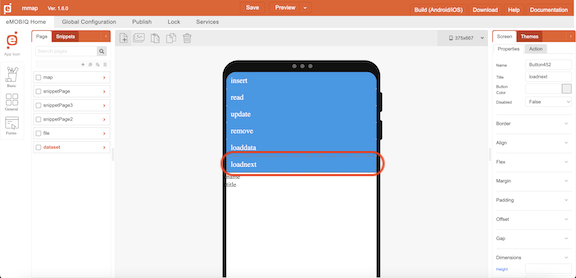 mmap Ver. 1.6.0 Save Preview Build (Android/iOS) Download Help Documentation
eMOBIQ Home Global Configuration Publish Lock Services
App Icon
Basic
General
Forms
Page Snippets
Search page
map
snippetPage
snippetPage3
snippetPage2
file
dataset
375x667
insert
read
update
remove
loaddata
loadnext
name
title
Screen Themes
Properties Action
Name Button452
Title loadnext
Button Color
Disabled False
Border
Align
Flex
Margin
Padding
Offset
Gap
Dimensions
Height